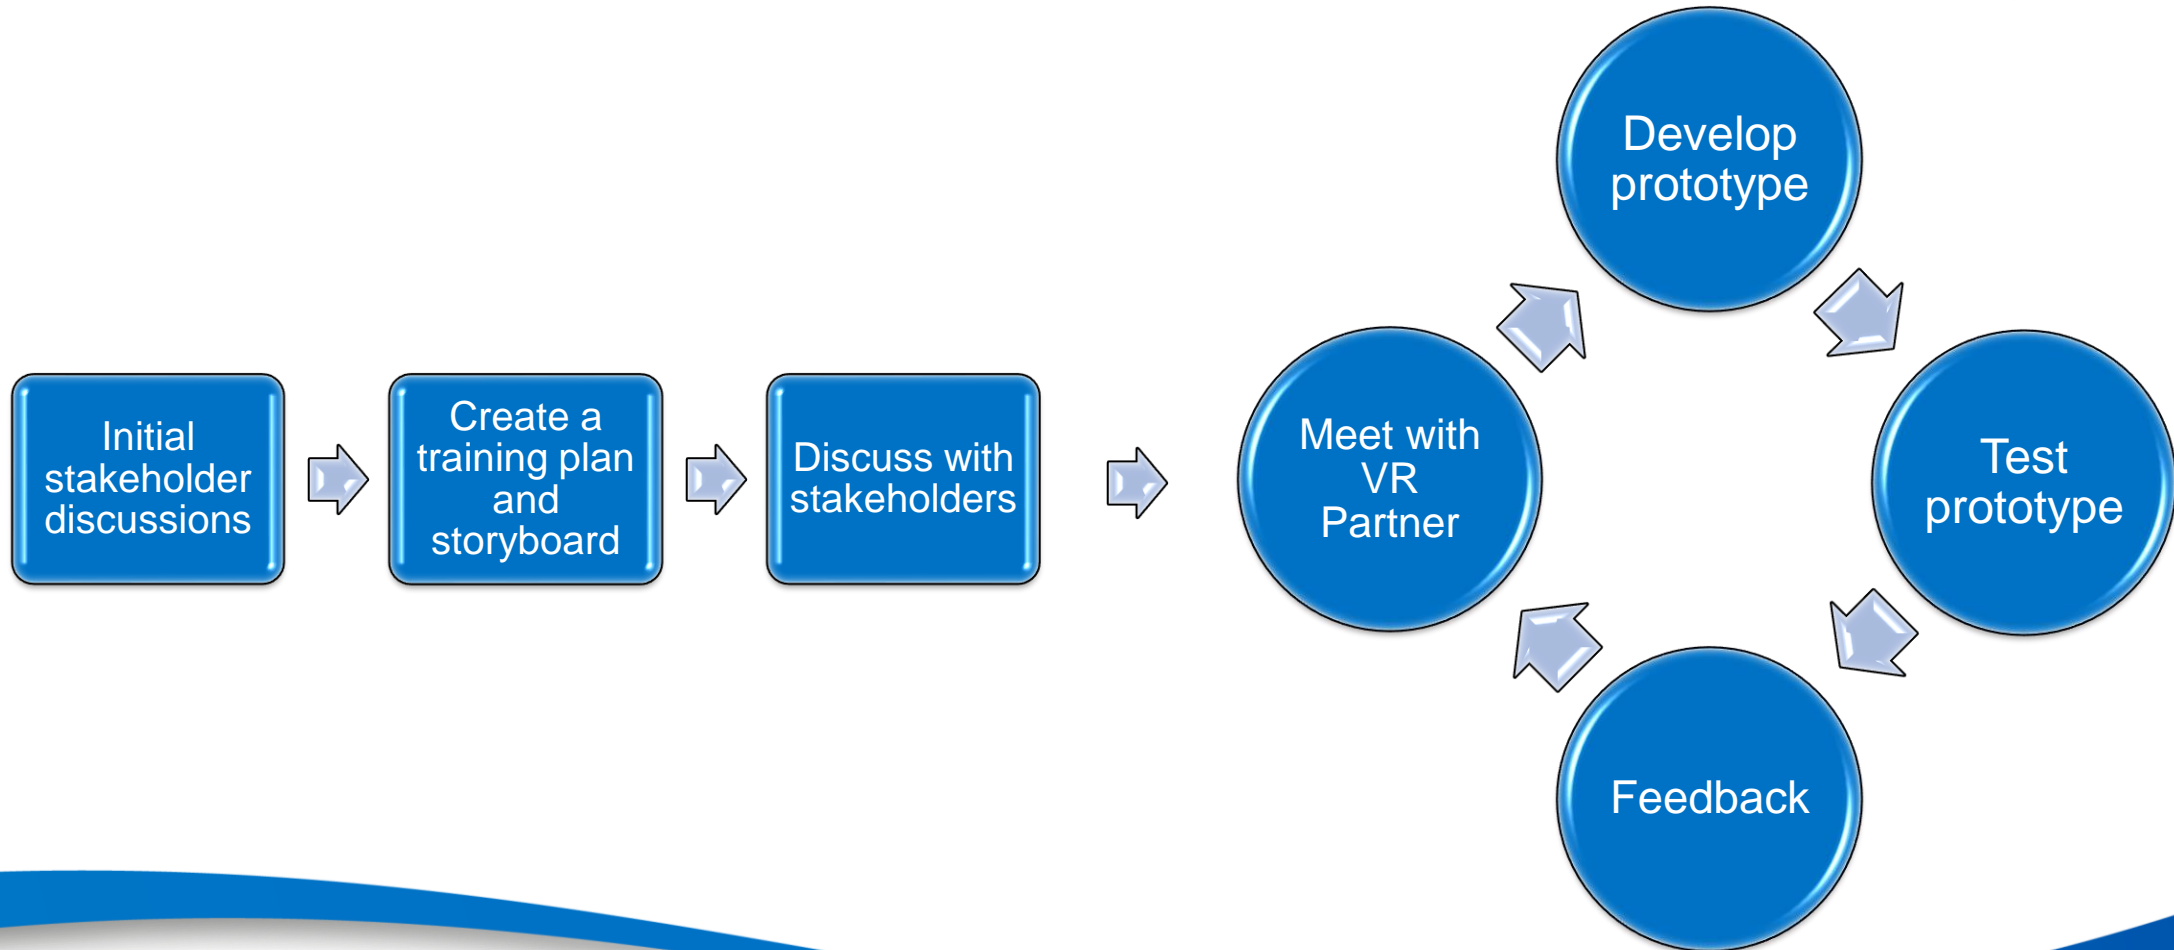 Initial
stakeholder
discussions
Create a
training plan
and
storyboard
Discuss with
stakeholders
Meet with
VR
Partner
Develop
prototype
Test
prototype
Feedback